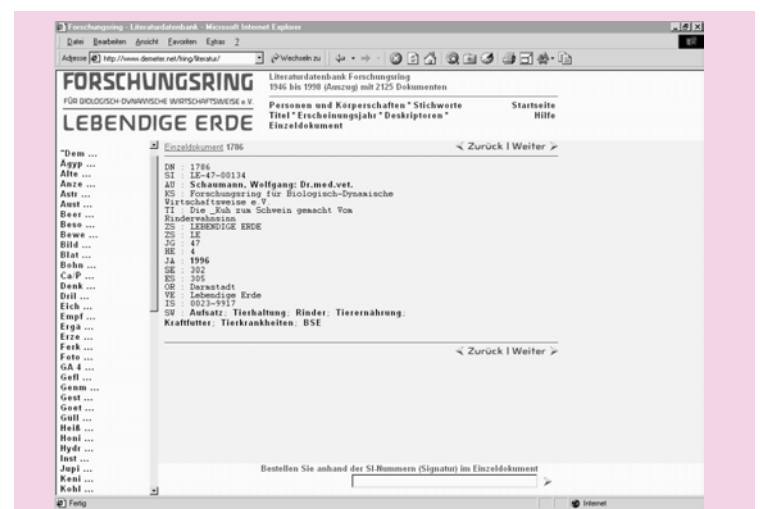 Forschungsring - Literaturdatenbank - Microsoft Internet Explorer
Datei Bearbeiten Ansicht Favoriten Extras ?
Adresse http://www.demeter.net/fring/literatur/ Wechseln zu
FORSCHUNGSRING
FÜR BIOLOGISCH-DYNAMISCHE WIRTSCHAFTSWEISE e.V.
LEBENDIGE ERDE
Literaturdatenbank Forschungsring
1946 bis 1998 (Auszug) mit 2125 Dokumenten
Personen und Körperschaften * Stichworte
Titel * Erscheinungsjahr * Deskriptoren *
Einzeldokument
Startseite
Hilfe
"Dem ...
Ägyp ...
Alte ...
Anze ...
Astr ...
Aust ...
Beer ...
Beso ...
Bewe ...
Bild ...
Blat ...
Bohn ...
Ca/P ...
Denk ...
Dril ...
Eich ...
Empf ...
Ergä ...
Erze ...
Ferk ...
Foto ...
GA 4 ...
Gefl ...
Genm ...
Gest ...
Goet ...
Güll ...
Heiß ...
Honi ...
Hydr ...
Inst ...
Jupi ...
Keni ...
Kohl ...
Einzeldokument 1786
Zurück | Weiter
DN : 1786
SI : LE-47-00134
AU : Schaumann, Wolfgang: Dr.med.vet.
KS : Forschungsring für Biologisch-Dynamische
Wirtschaftsweise e.V.
TI : Die _Kuh zum Schwein gemacht Vom
Rinderwahnsinn
ZS : LEBENDIGE ERDE
ZS : LE
JG : 47
HE : 4
JA : 1996
SE : 302
ES : 305
OR : Darmstadt
VE : Lebendige Erde
IS : 0023-9917
SW : Aufsatz; Tierhaltung; Rinder; Tierernährung;
Kraftfutter; Tierkrankheiten; BSE
Zurück | Weiter
Bestellen Sie anhand der SI-Nummern (Signatur) im Einzeldokument
Fertig
Internet